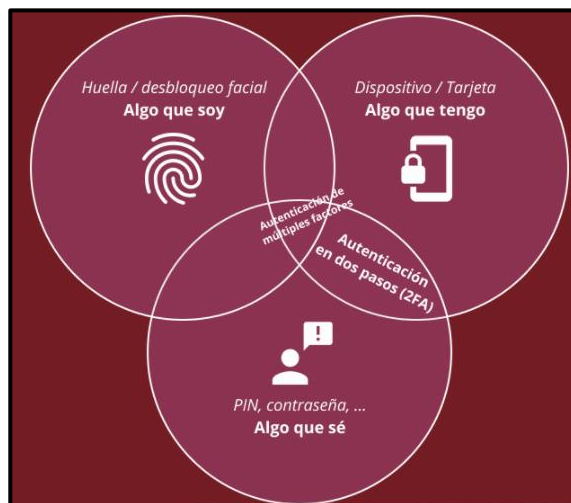 Huella / desbloqueo facial
Algo que soy
Dispositivo / Tarjeta
Algo que tengo
Autenticación de
múltiples factores
Autenticación
en dos pasos (2FA)
PIN, contraseña, ...
Algo que sé